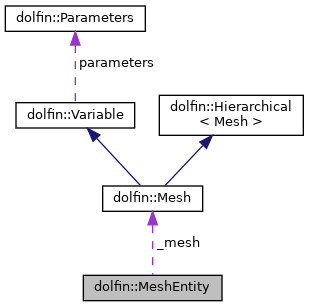 dolfin::Parameters
parameters
dolfin::Variable
dolfin::Hierarchical
< Mesh >
dolfin::Mesh
_mesh
dolfin::MeshEntity